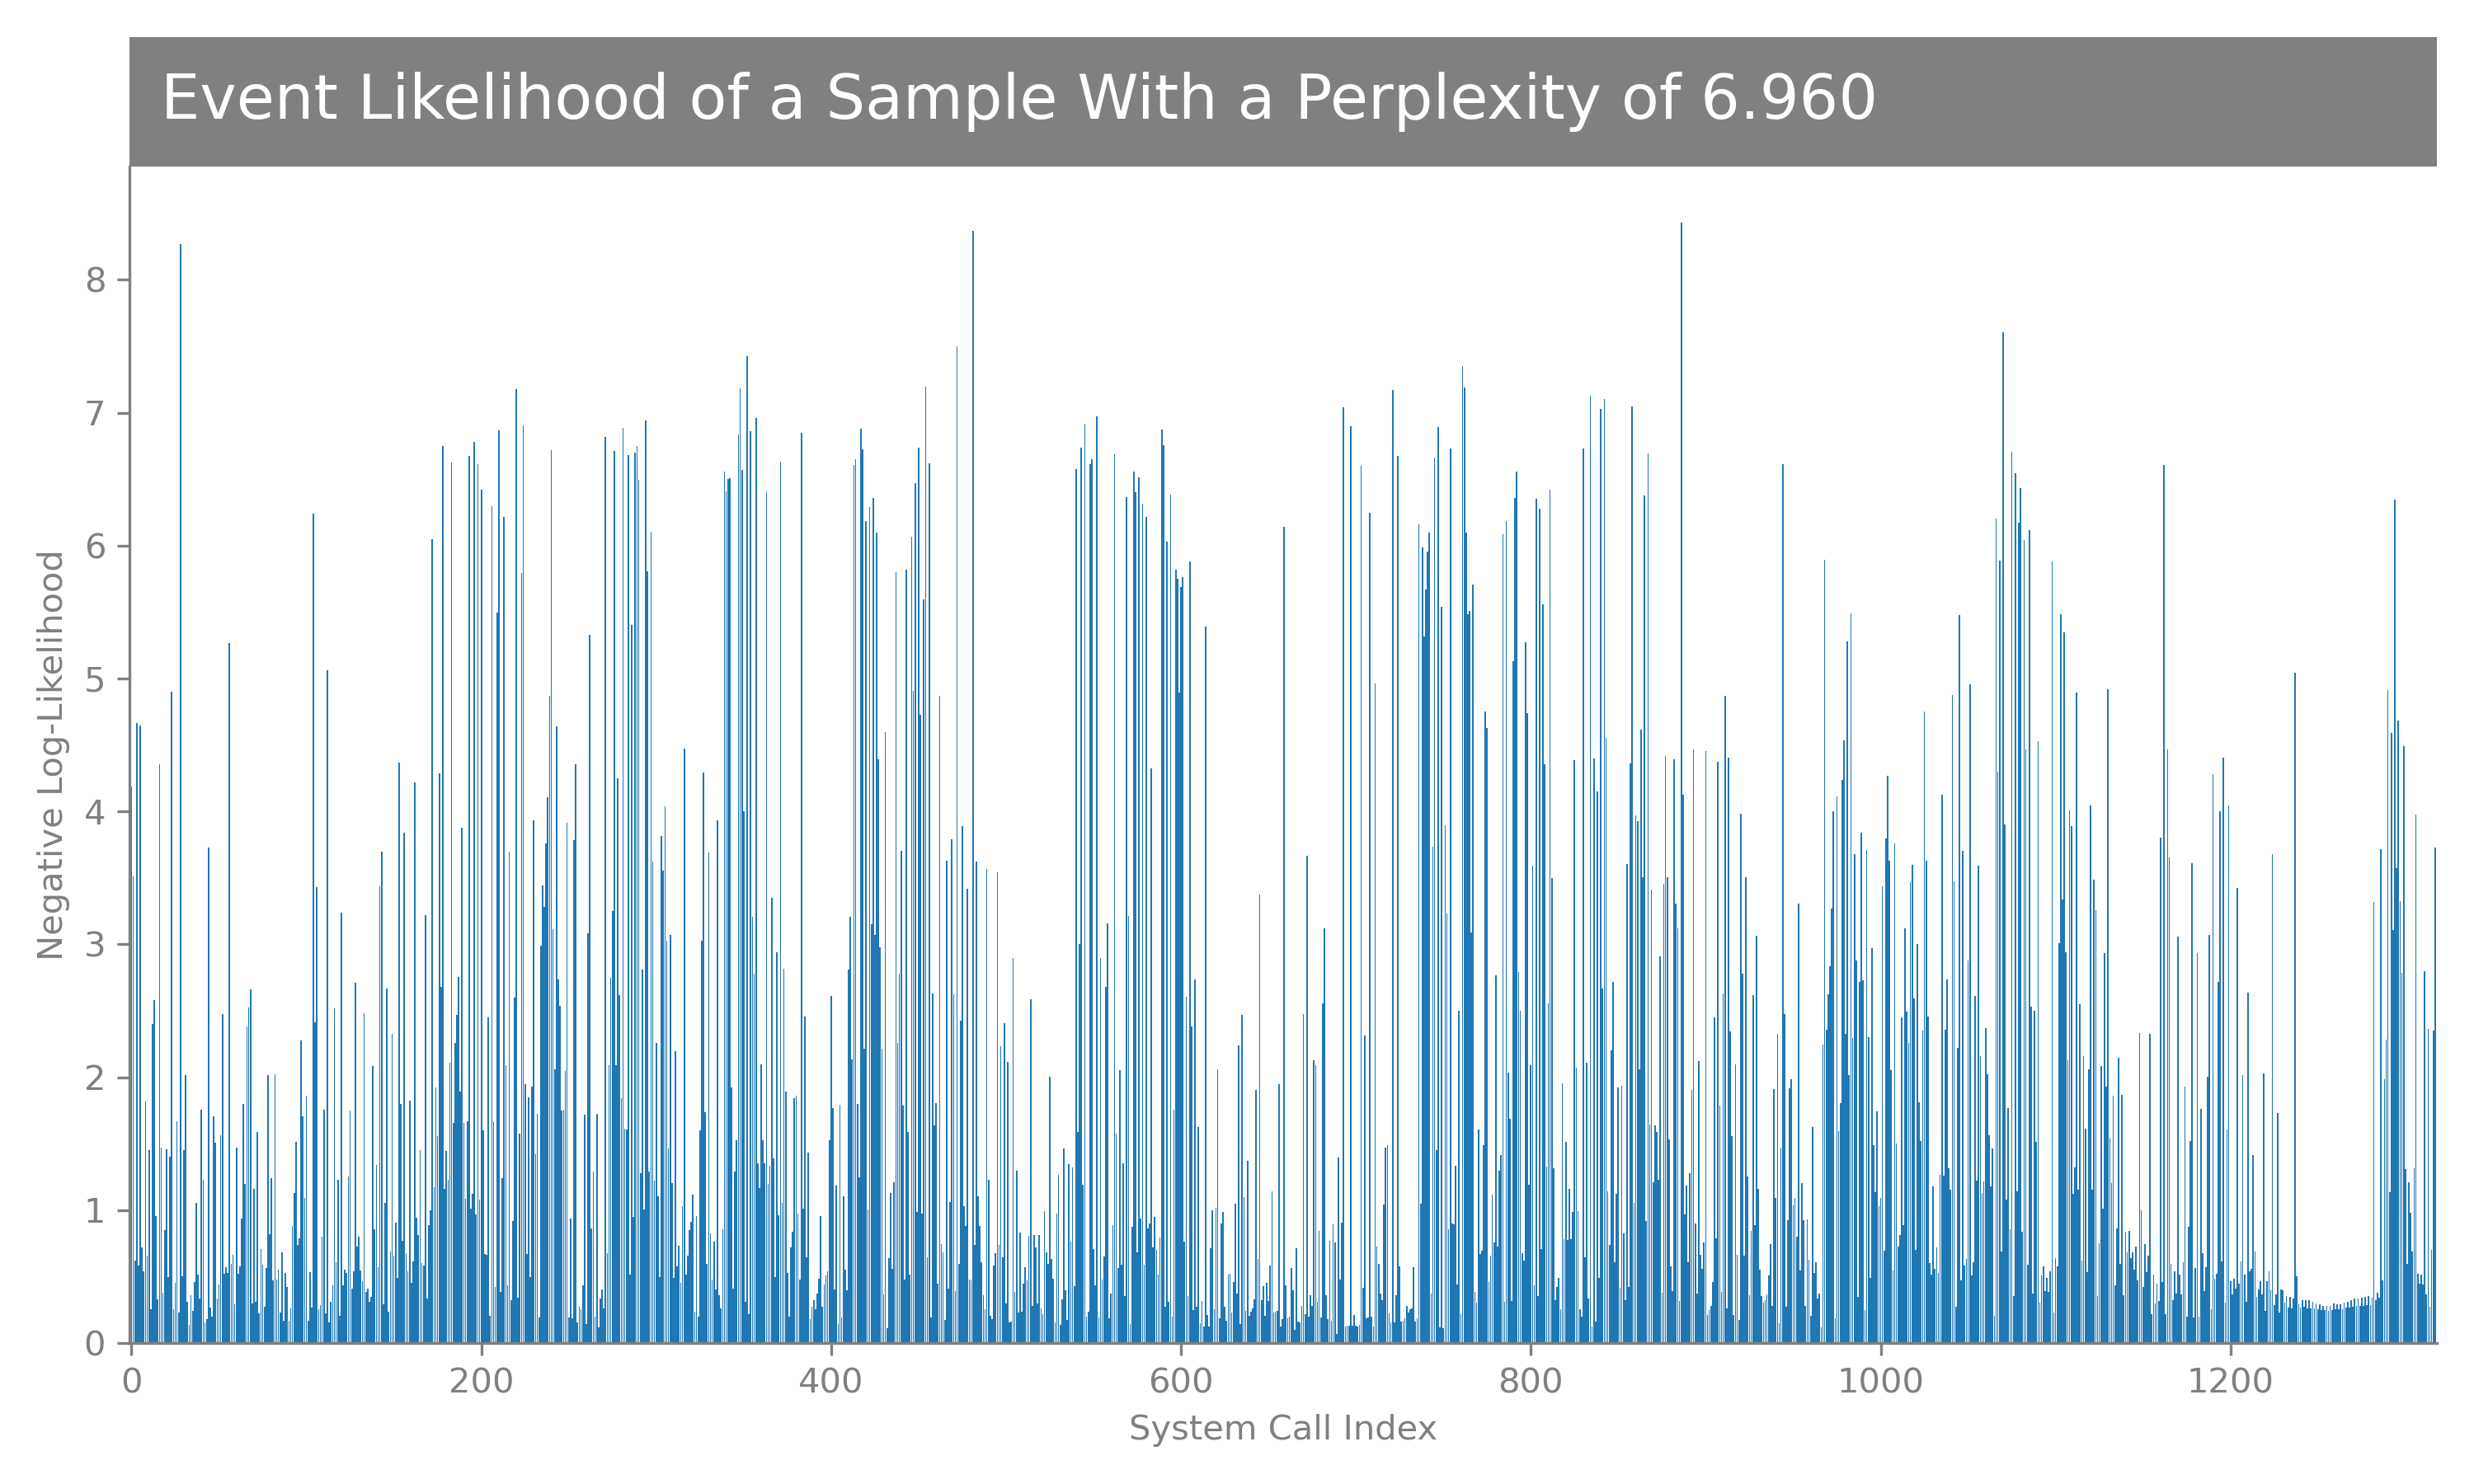 Event Likelihood of a Sample With a Perplexity of 6.960
8
7
6
5
4
3
2
1
0
Negative Log-Likelihood
0 200 400 600 800 1000 1200
System Call Index